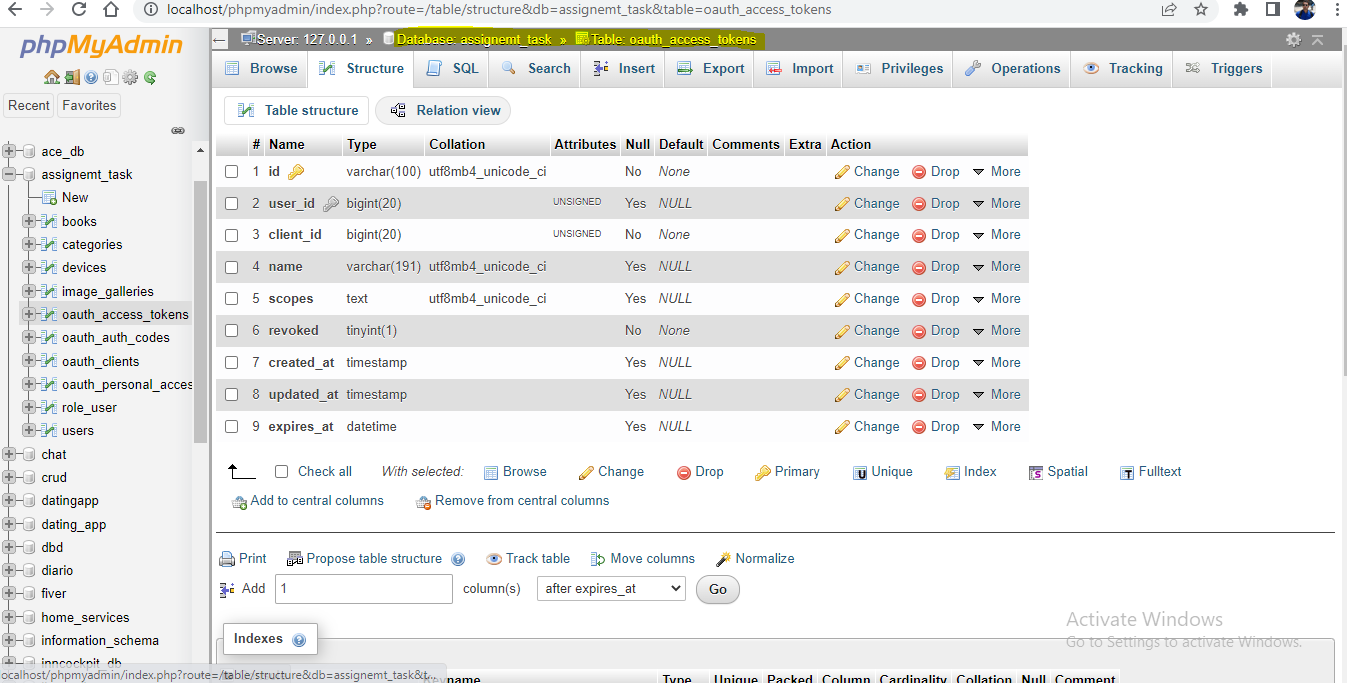 localhost/phpmyadmin/index.php?route=/table/structure&db=assignemt_task&table=oauth_access_tokens
phpMyAdmin
Recent Favorites
ace_db
assignemt_task
New
books
categories
devices
image_galleries
oauth_access_tokens
oauth_auth_codes
oauth_clients
oauth_personal_acces
role_user
users
chat
crud
datingapp
dating_app
dbd
diario
fiver
home_services
information_schema
inncockpit_db
Server: 127.0.0.1 » Database: assignemt_task » Table: oauth_access_tokens
Browse Structure SQL Search Insert Export Import Privileges Operations Tracking Triggers
Table structure Relation view
# Name Type Collation Attributes Null Default Comments Extra Action
1 id varchar(100) utf8mb4_unicode_ci No None Change Drop More
2 user_id bigint(20) UNSIGNED Yes NULL Change Drop More
3 client_id bigint(20) UNSIGNED No None Change Drop More
4 name varchar(191) utf8mb4_unicode_ci Yes NULL Change Drop More
5 scopes text utf8mb4_unicode_ci Yes NULL Change Drop More
6 revoked tinyint(1) No None Change Drop More
7 created_at timestamp Yes NULL Change Drop More
8 updated_at timestamp Yes NULL Change Drop More
9 expires_at datetime Yes NULL Change Drop More
Check all With selected: Browse Change Drop Primary Unique Index Spatial Fulltext
Add to central columns Remove from central columns
Print Propose table structure Track table Move columns Normalize
Add 1 column(s) after expires_at Go
Indexes
Activate Windows
Go to Settings to activate Windows.
ocalhost/phpmyadmin/index.php?route=/table/structure&db=assignemt_task&t...
Keyname Type Unique Packed Column Cardinality Collation Null Comment